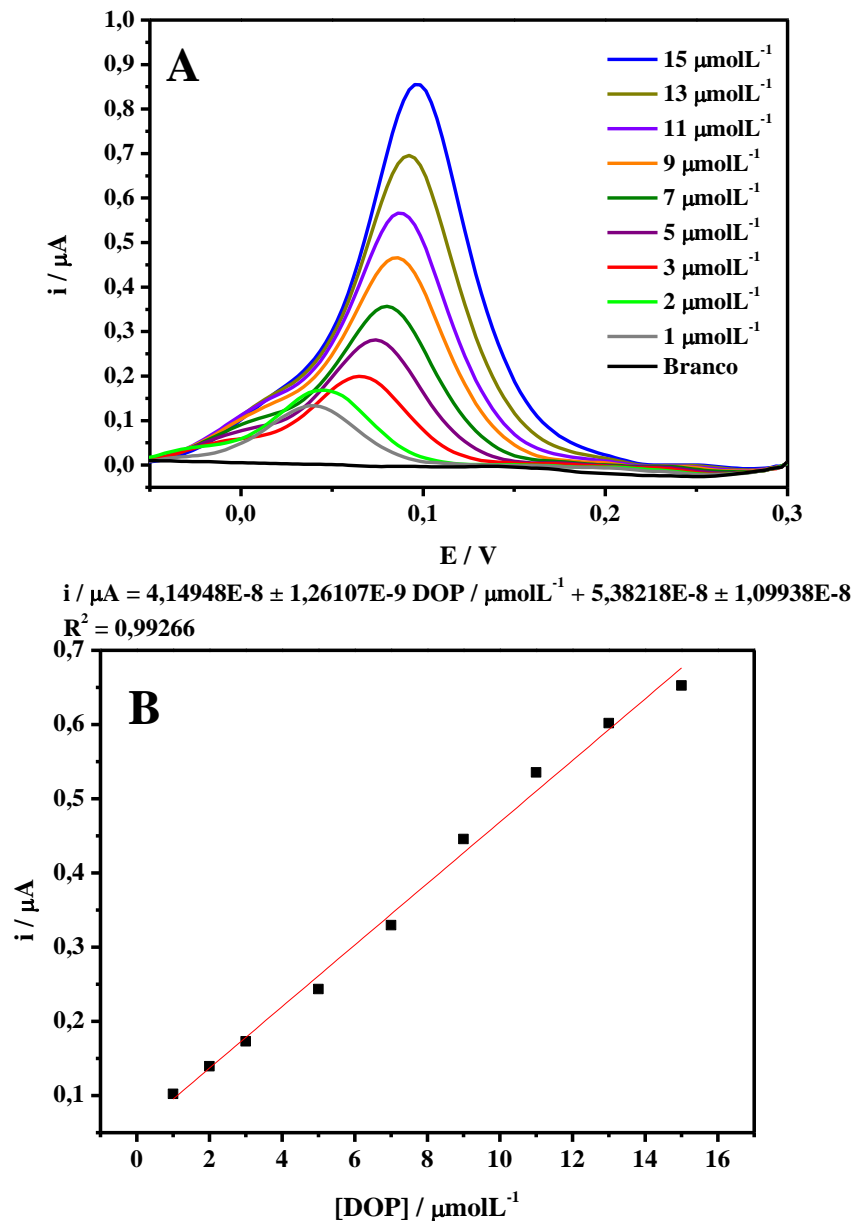 A
1,0
0,9
0,8
0,7
0,6
0,5
0,4
0,3
0,2
0,1
0,0
i / μA
15 μmolL⁻¹
13 μmolL⁻¹
11 μmolL⁻¹
9 μmolL⁻¹
7 μmolL⁻¹
5 μmolL⁻¹
3 μmolL⁻¹
2 μmolL⁻¹
1 μmolL⁻¹
Branco
0,0 0,1 0,2 0,3
E / V
i / μA = 4,14948E-8 ± 1,26107E-9 DOP / μmolL⁻¹ + 5,38218E-8 ± 1,09938E-8
R² = 0,99266
B
0,7
0,6
0,5
0,4
0,3
0,2
0,1
i / μA
0 2 4 6 8 10 12 14 16
[DOP] / μmolL⁻¹